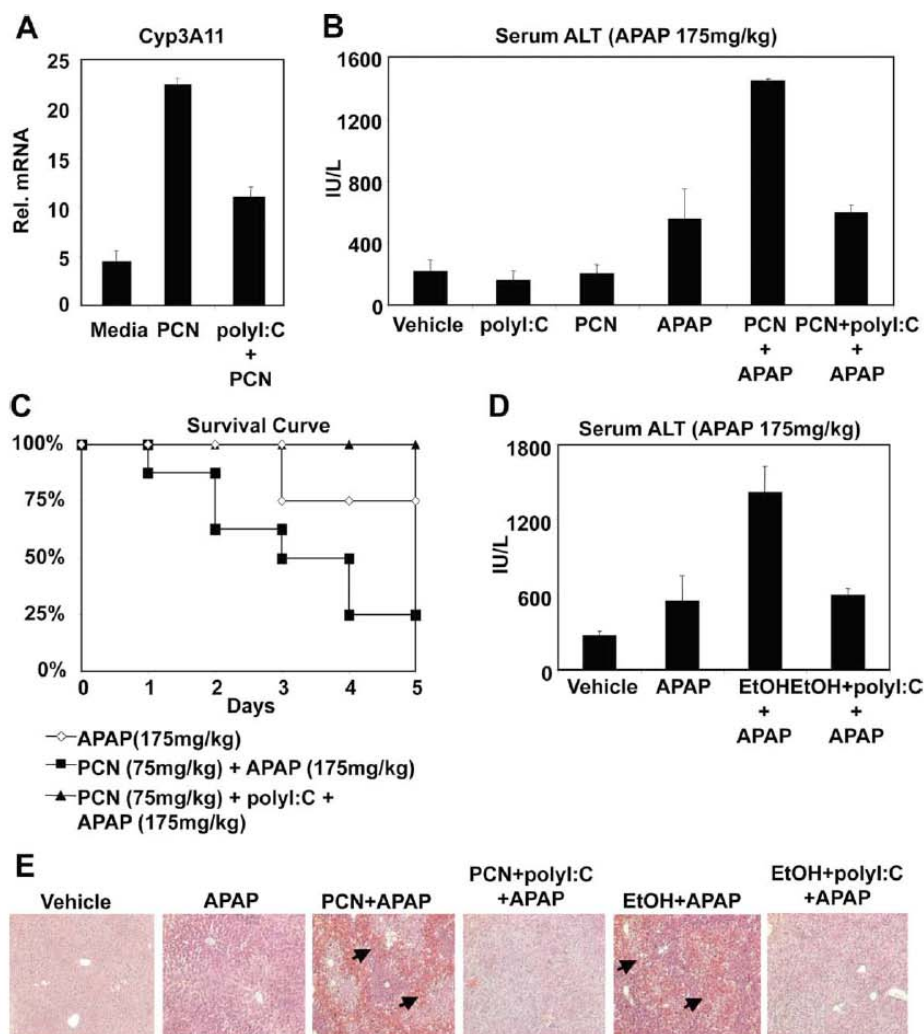 A
Cyp3A11
25
20
15
10
5
0
Rel. mRNA
Media PCN polyI:C
+
PCN
B
Serum ALT (APAP 175mg/kg)
1600
1200
800
400
0
IU/L
Vehicle polyI:C PCN APAP PCN PCN+polyI:C
+ +
APAP APAP
C
Survival Curve
100%
75%
50%
25%
0%
0 1 2 3 4 5
Days
APAP(175mg/kg)
PCN (75mg/kg) + APAP (175mg/kg)
PCN (75mg/kg) + polyI:C +
APAP (175mg/kg)
D
Serum ALT (APAP 175mg/kg)
1800
1200
600
0
IU/L
Vehicle APAP EtOH EtOH+polyI:C
+ +
APAP APAP
E
Vehicle
APAP
PCN+APAP
PCN+polyI:C
+APAP
EtOH+APAP
EtOH+polyI:C
+APAP